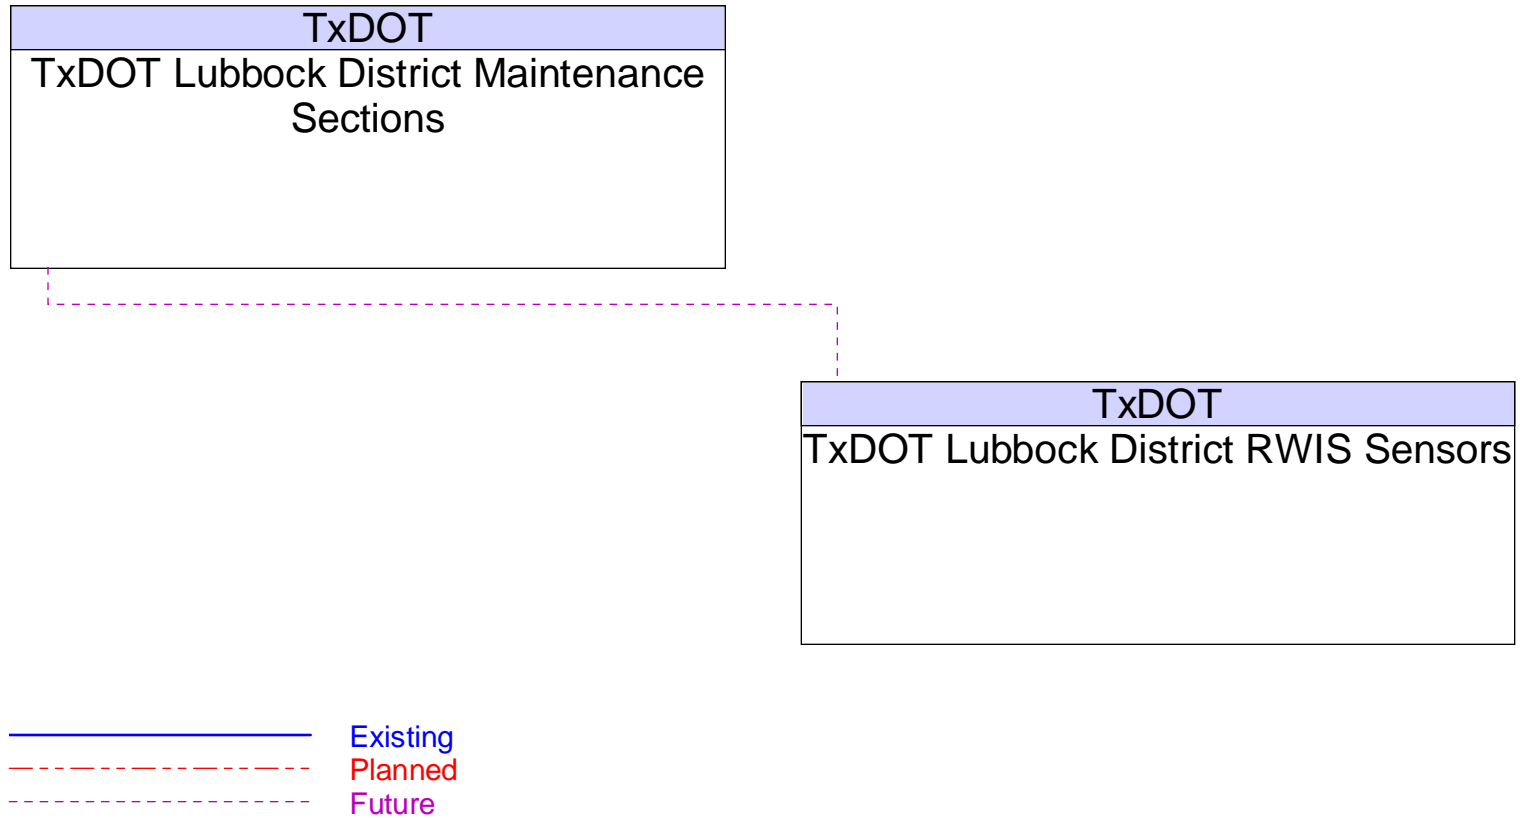 TxDOT
TxDOT Lubbock District Maintenance
Sections
TxDOT
TxDOT Lubbock District RWIS Sensors
Existing
Planned
Future